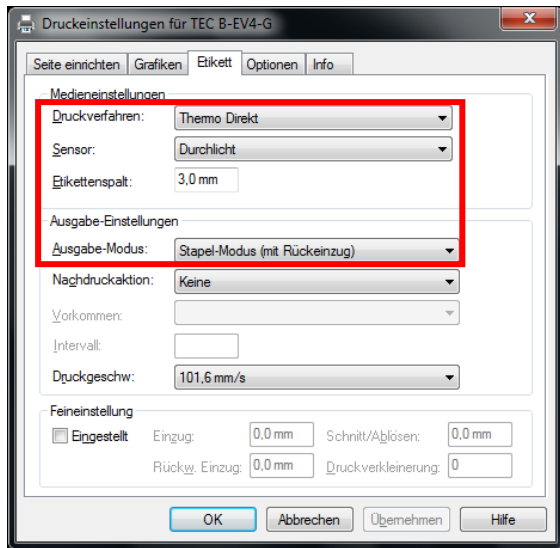 Druckeinstellungen für TEC B-EV4-G
Seite einrichten Grafiken Etikett Optionen Info
Medieneinstellungen
Druckverfahren: Thermo Direkt
Sensor: Durchlicht
Etikettenspalt: 3,0 mm
Ausgabe-Einstellungen
Ausgabe-Modus: Stapel-Modus (mit Rückeinzug)
Nachdruckaktion: Keine
Vorkommen:
Intervall:
Druckgeschw: 101,6 mm/s
Feineinstellung
Eingestellt Einzug: 0,0 mm Schnitt/Ablösen: 0,0 mm
Rückw. Einzug: 0,0 mm Druckverkleinerung: 0
OK Abbrechen Übernehmen Hilfe